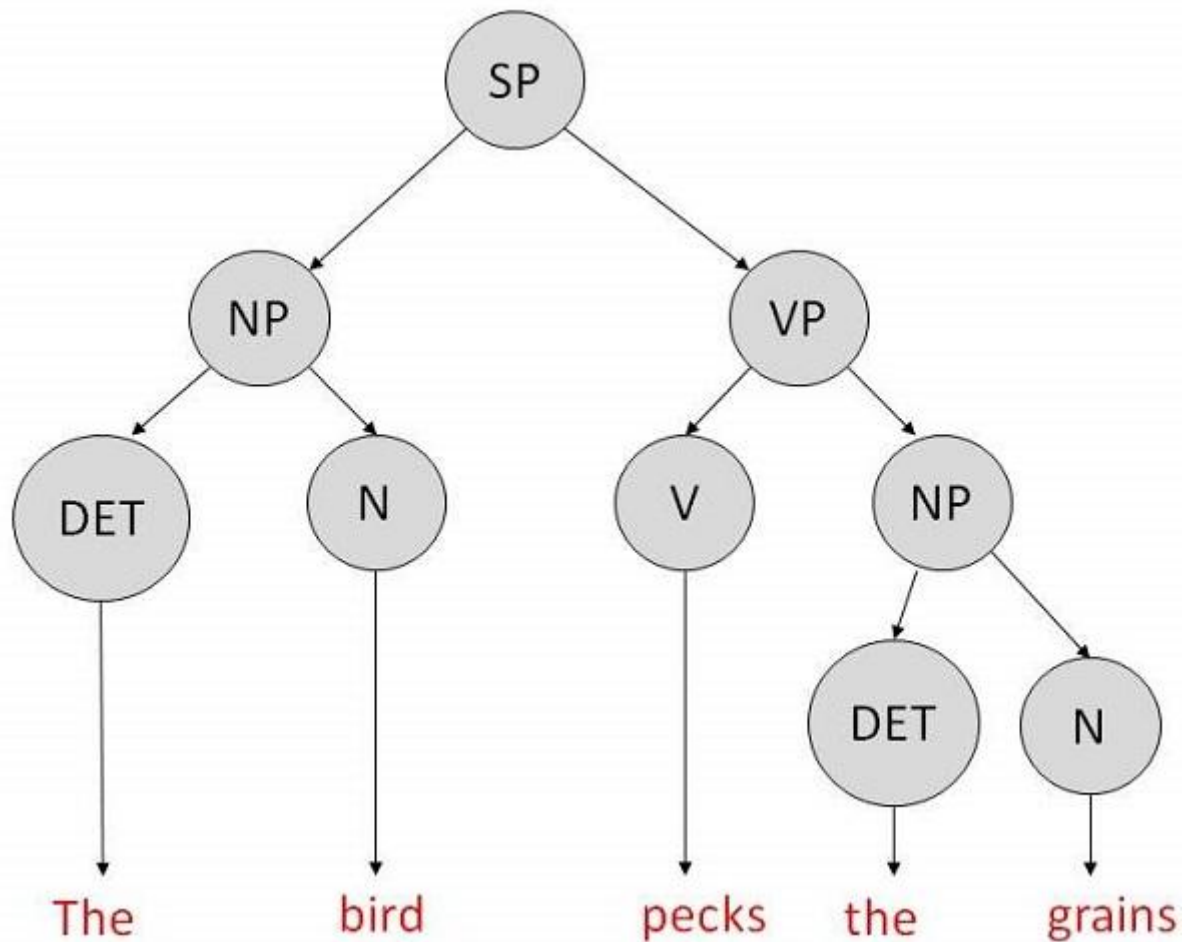 SP
NP VP
DET N V NP
DET N
The bird pecks the grains